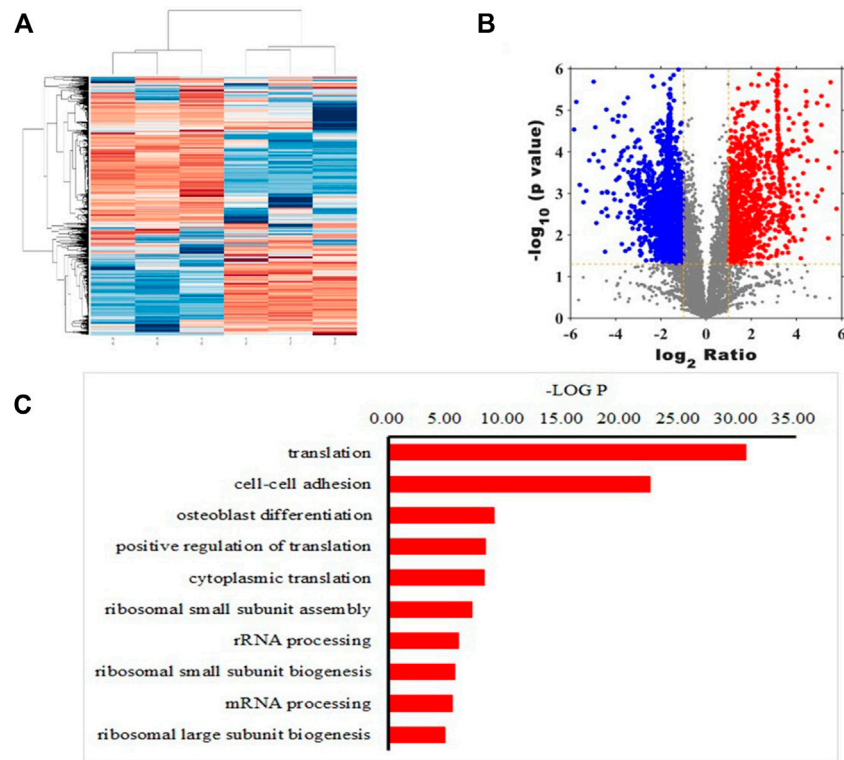 A
B
6
5
4
3
2
1
0
-log10 (p value)
-6 -4 -2 0 2 4 6
log2 Ratio
C
-LOG P
0.00 5.00 10.00 15.00 20.00 25.00 30.00 35.00
translation
cell-cell adhesion
osteoblast differentiation
positive regulation of translation
cytoplasmic translation
ribosomal small subunit assembly
rRNA processing
ribosomal small subunit biogenesis
mRNA processing
ribosomal large subunit biogenesis